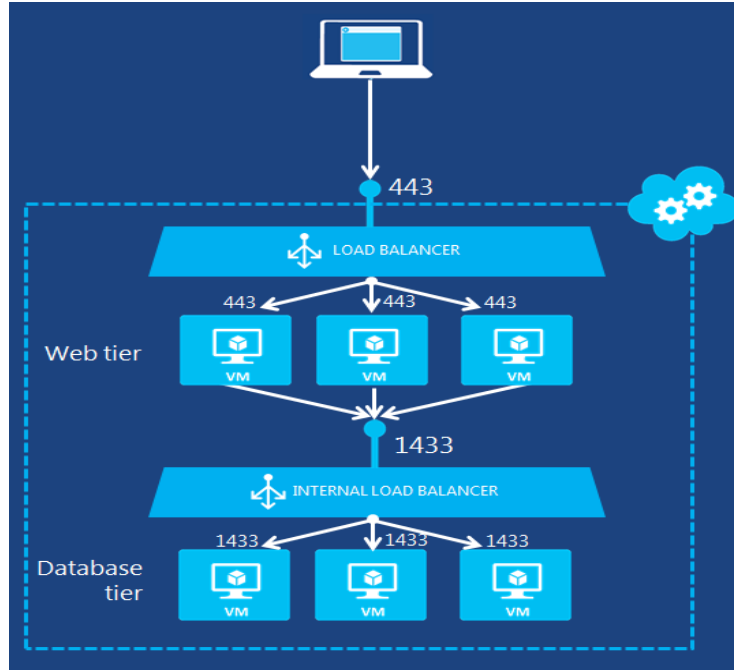 443
LOAD BALANCER
443 443 443
Web tier
VM VM VM
1433
INTERNAL LOAD BALANCER
1433 1433 1433
Database
tier
VM VM VM